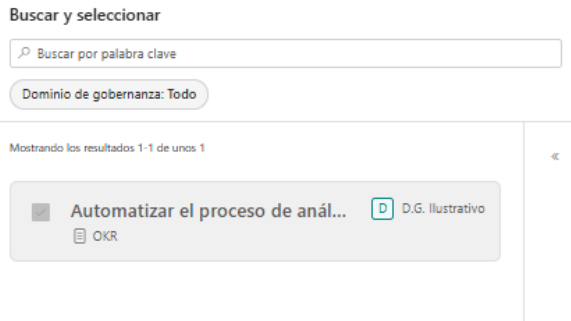 Buscar y seleccionar
Buscar por palabra clave
Dominio de gobernanza: Todo
Mostrando los resultados 1-1 de unos 1
«
Automatizar el proceso de anál...
D D.G. Ilustrativo
OKR